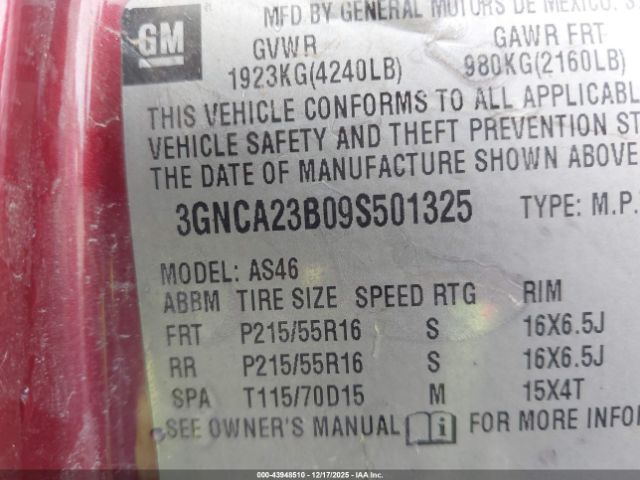 MFD BY GENERAL MOTORS DE MEXICO, S
GM
GVWR GAWR FRT
1923KG(4240LB) 980KG(2160LB)
THIS VEHICLE CONFORMS TO ALL APPLICABL
VEHICLE SAFETY AND THEFT PREVENTION ST
THE DATE OF MANUFACTURE SHOWN ABOVE
3GNCA23B09S501325 TYPE: M.P.
MODEL: AS46
ABBM TIRE SIZE SPEED RTG RIM
FRT P215/55R16 S 16X6.5J
RR P215/55R16 S 16X6.5J
SPA T115/70D15 M 15X4T
SEE OWNER'S MANUAL i FOR MORE INFO
000-43948510 - 12/17/2025 - IAAI.COM